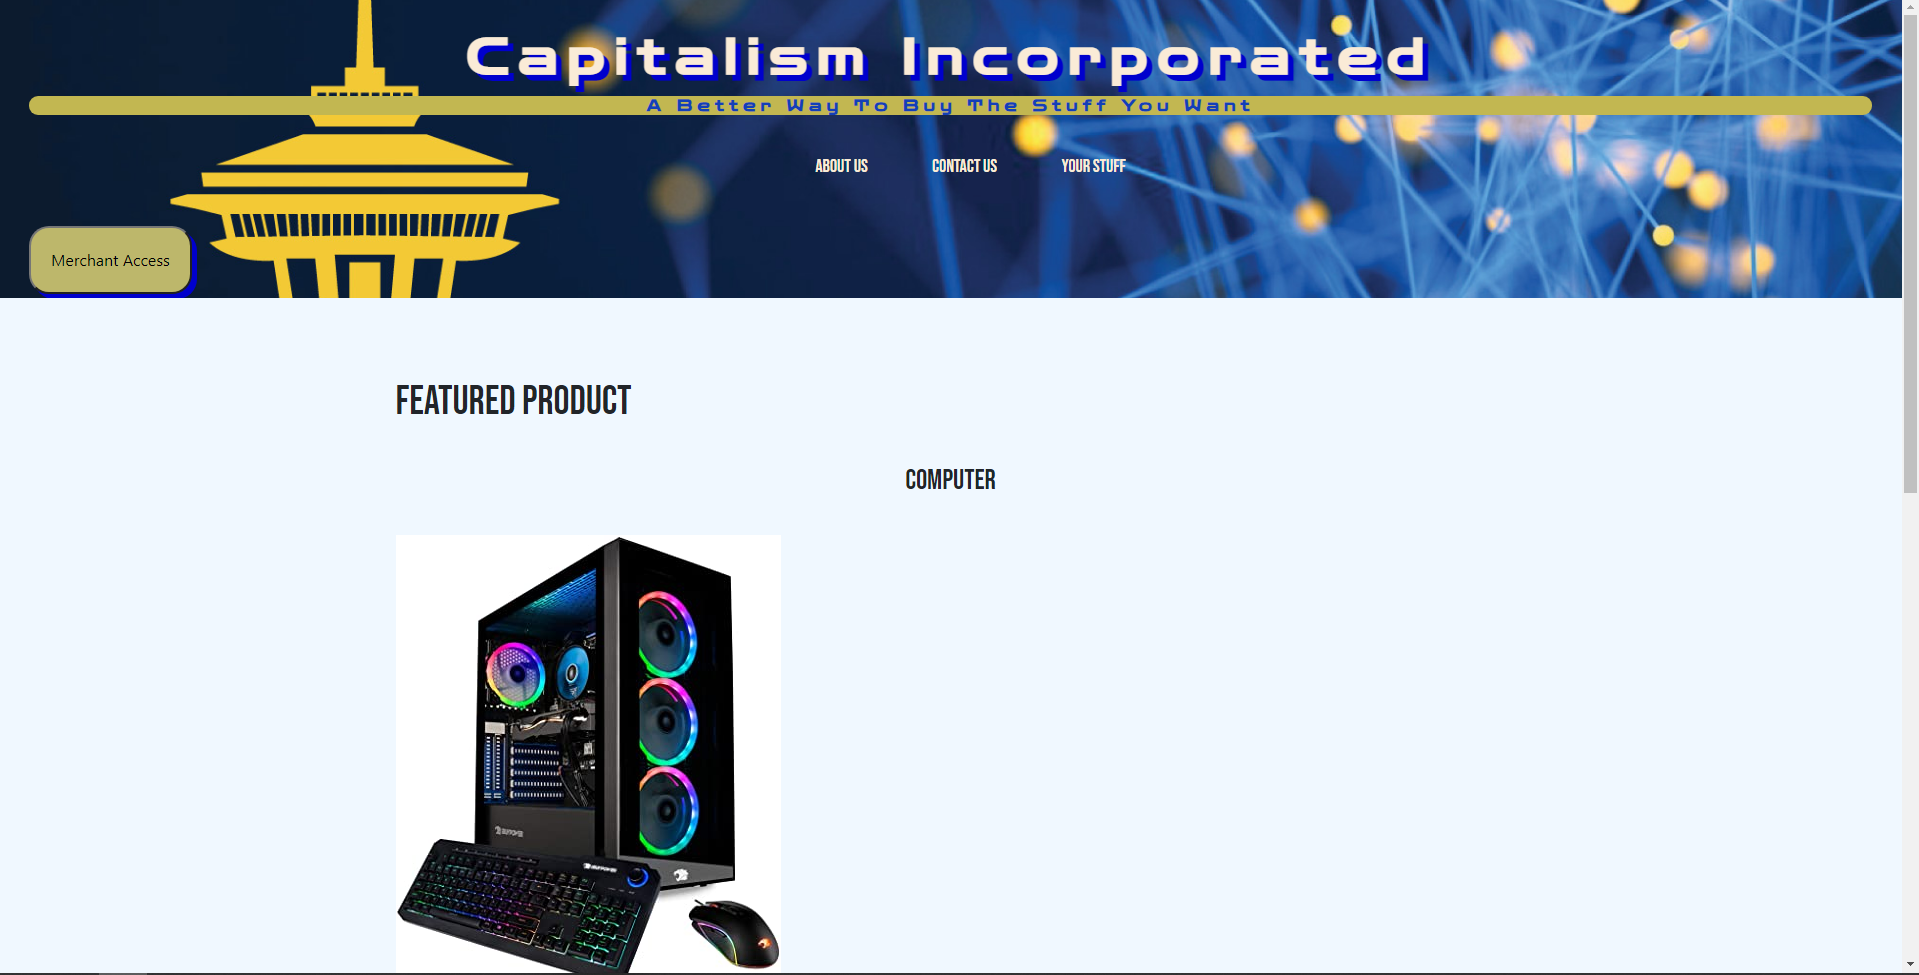 Capitalism Incorporated
A Better Way To Buy The Stuff You Want
ABOUT US CONTACT US YOUR STUFF
Merchant Access
FEATURED PRODUCT
COMPUTER